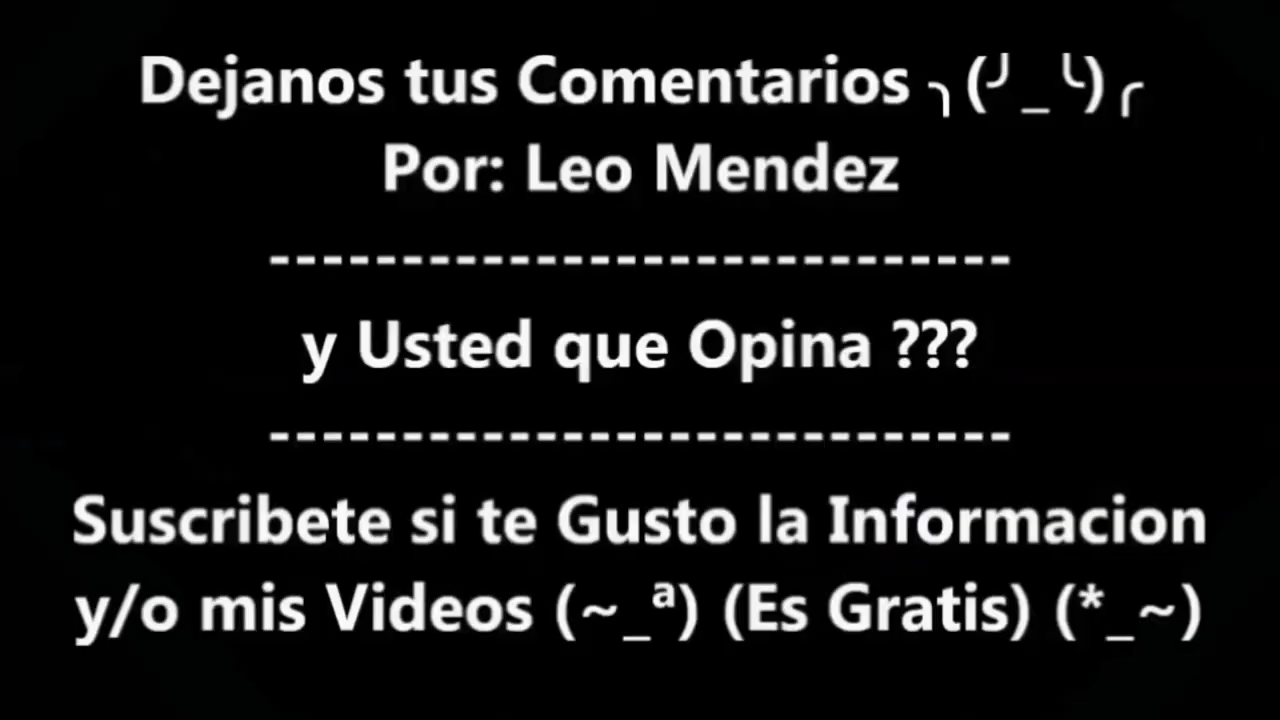 Dejanos tus Comentarios ╮(╯_╰)╭
Por: Leo Mendez
----------------------------
y Usted que Opina ???
----------------------------
Suscribete si te Gusto la Informacion
y/o mis Videos (~_ª) (Es Gratis) (*_~)